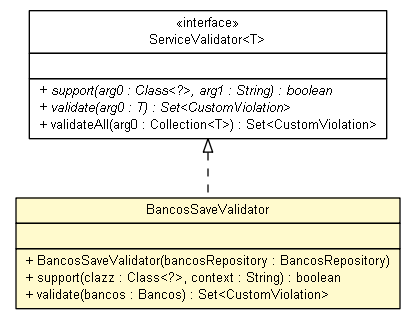 «interface»
ServiceValidator<T>
+ support(arg0 : Class<?>, arg1 : String) : boolean
+ validate(arg0 : T) : Set<CustomViolation>
+ validateAll(arg0 : Collection<T>) : Set<CustomViolation>
BancosSaveValidator
+ BancosSaveValidator(bancosRepository : BancosRepository)
+ support(clazz : Class<?>, context : String) : boolean
+ validate(bancos : Bancos) : Set<CustomViolation>